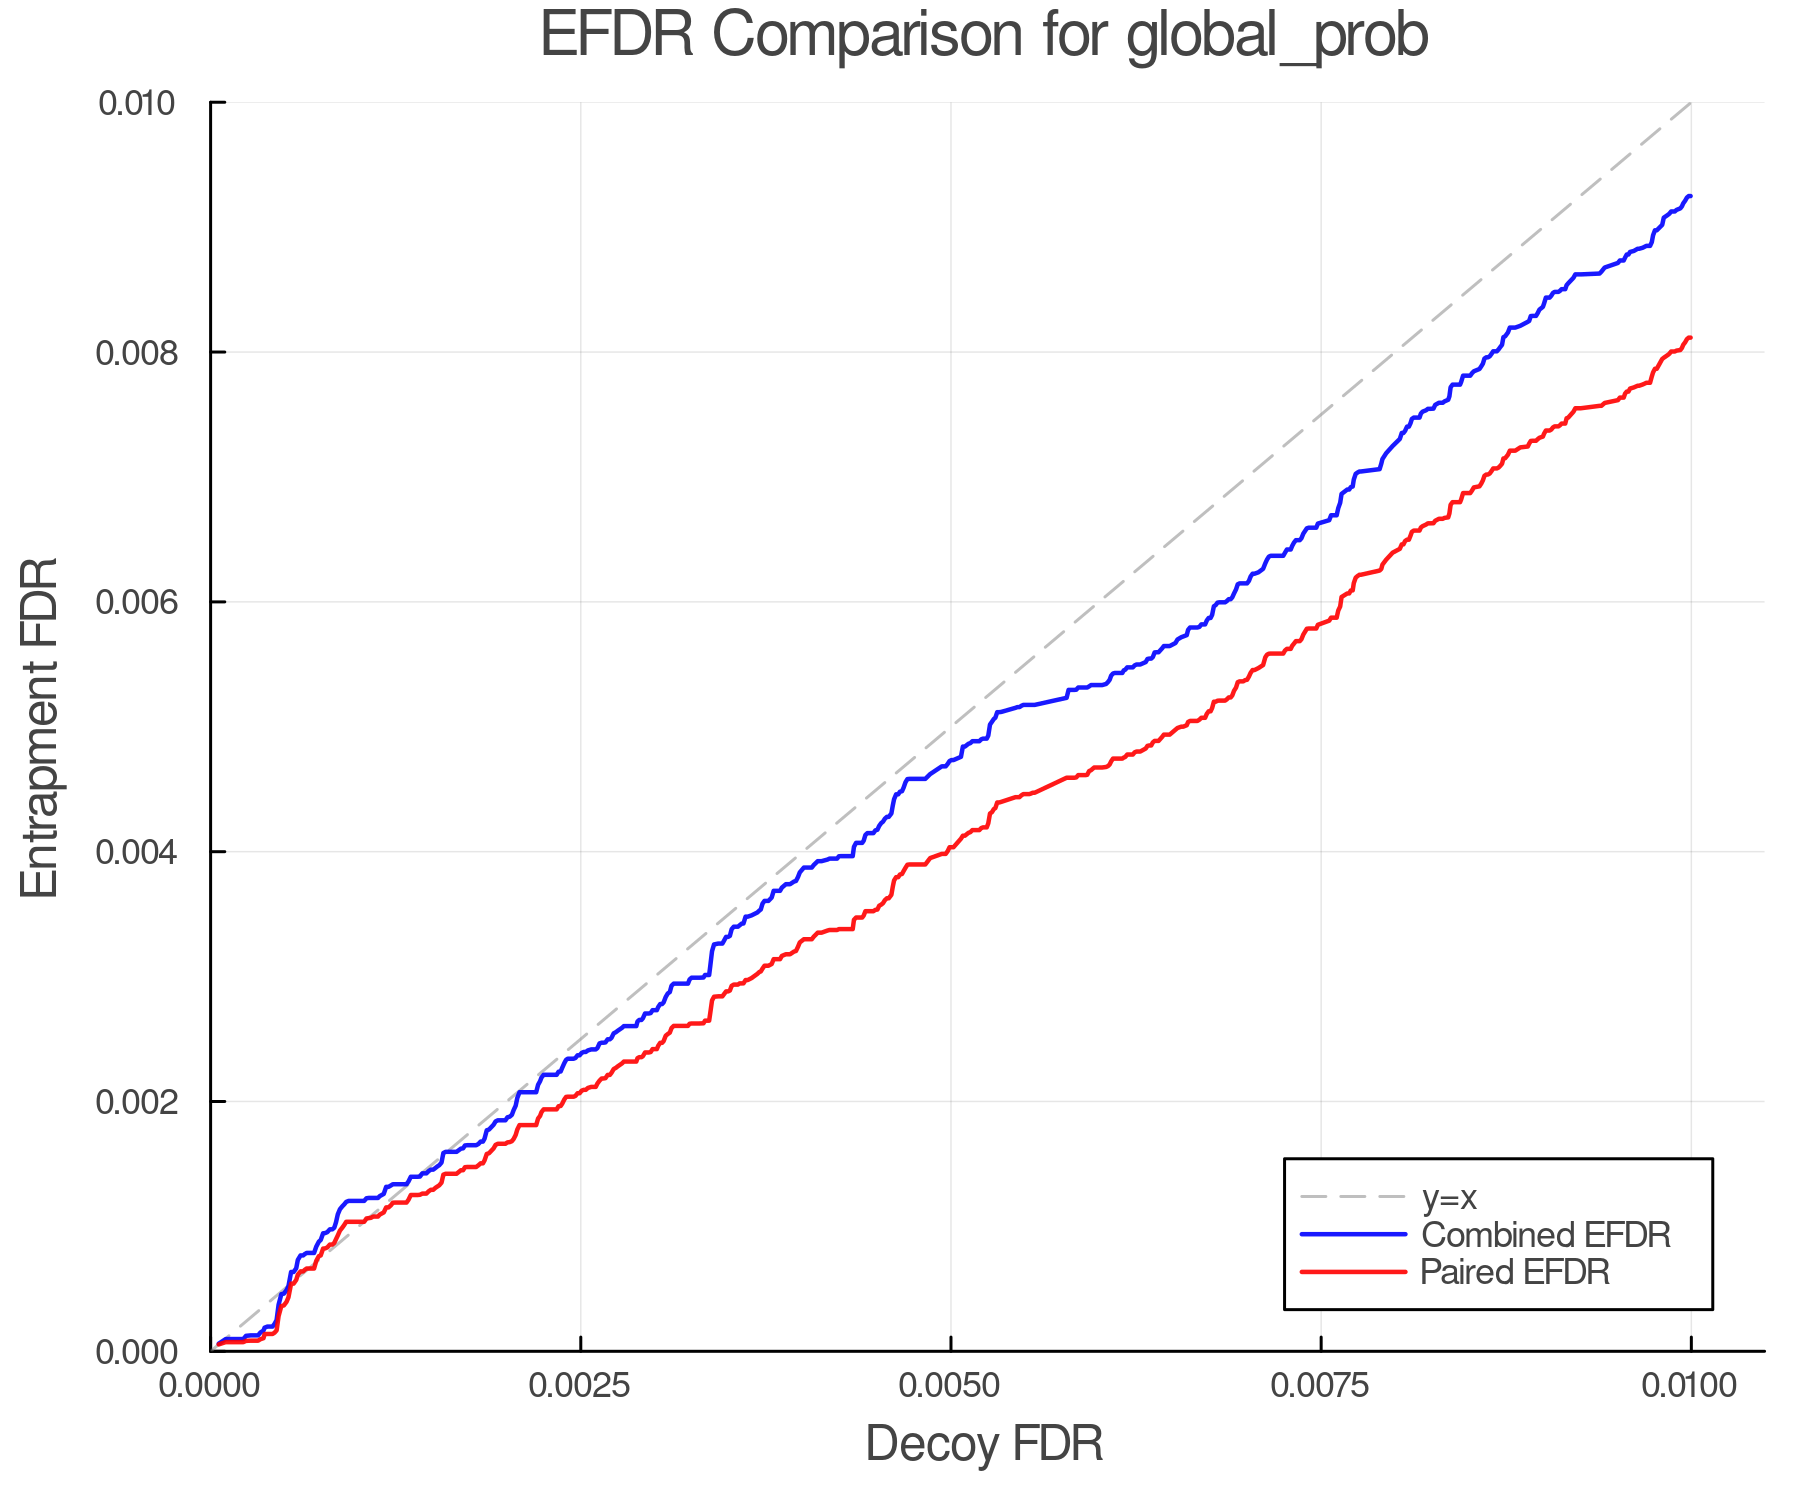 EFDR Comparison for global_prob
0.010
0.008
0.006
0.004
0.002
0.000
Entrapment FDR
0.0000
0.0025
0.0050
0.0075
0.0100
Decoy FDR
y=x
Combined EFDR
Paired EFDR